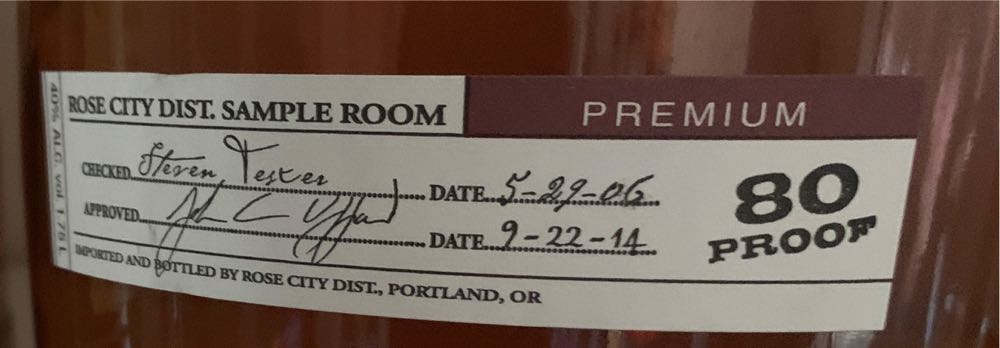 ROSE CITY DIST. SAMPLE ROOM
PREMIUM
CHECKED Steven Tester DATE 5-29-06
APPROVED John C DATE 9-22-14
80
PROOF
IMPORTED AND BOTTLED BY ROSE CITY DIST., PORTLAND, OR
40% ALC. VOL 1.75 L